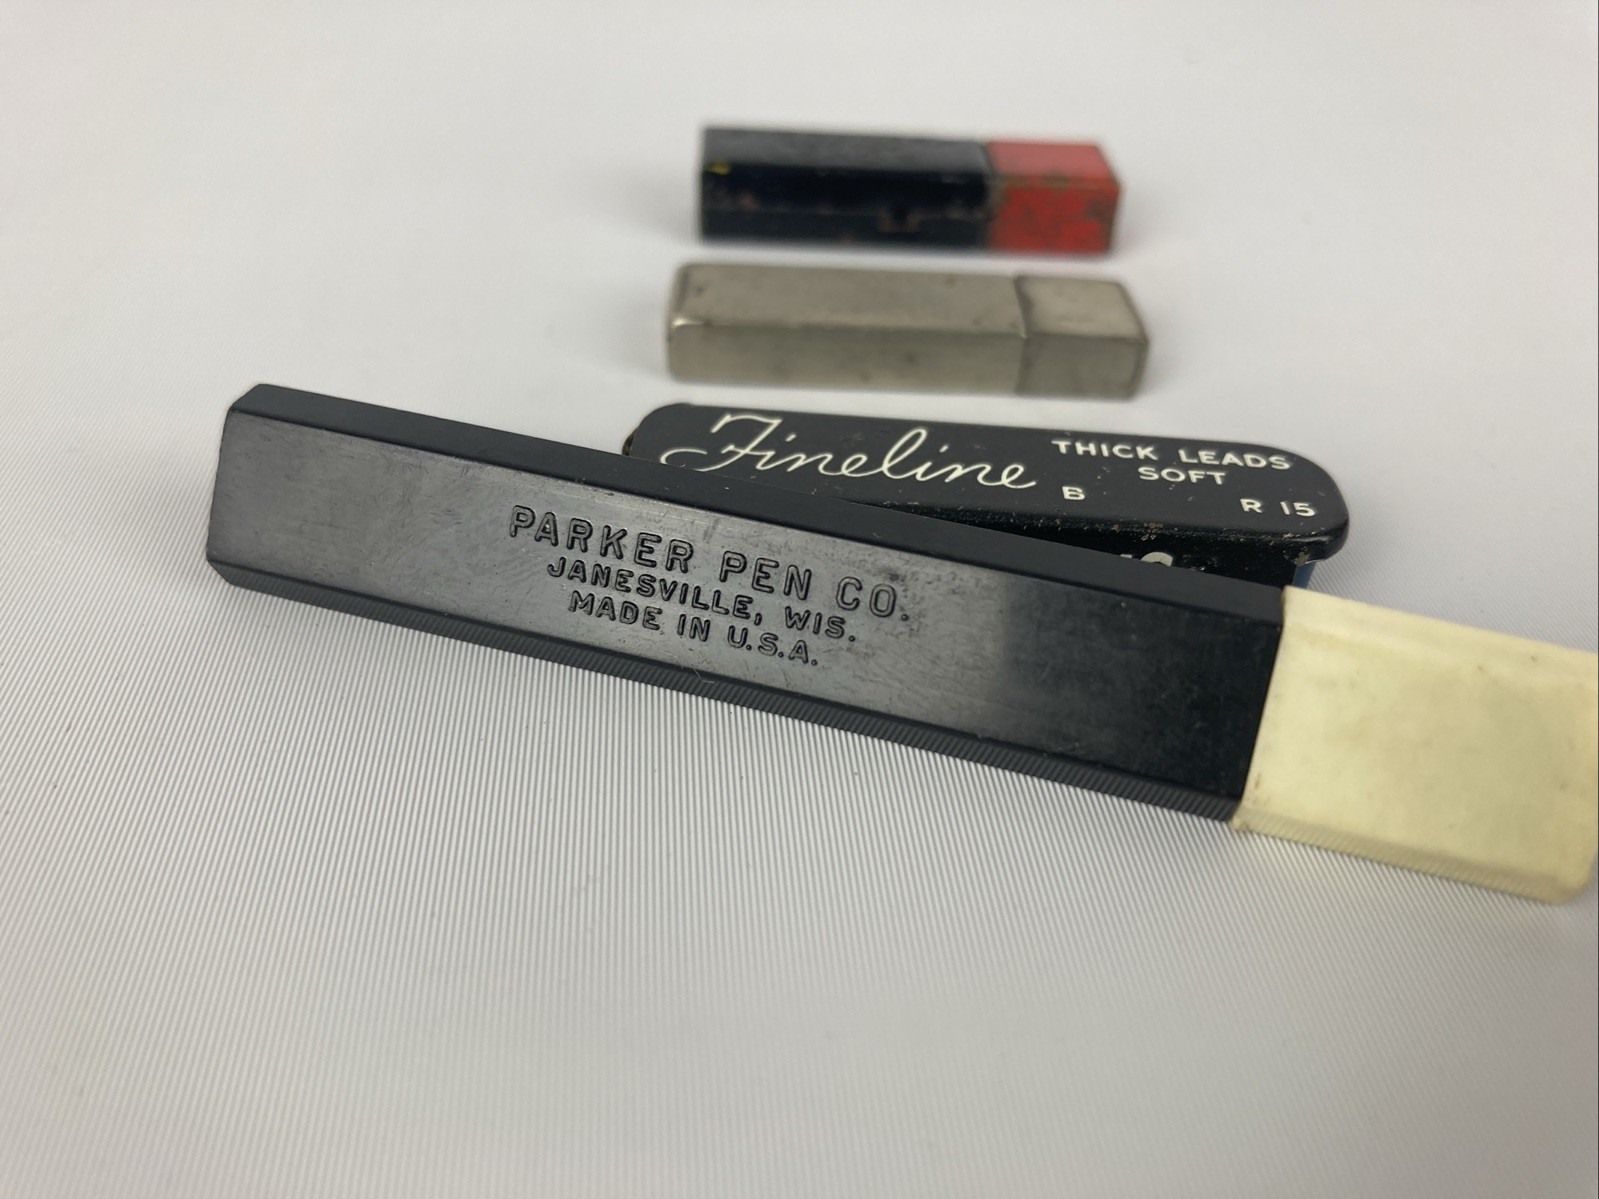 Fineline
THICK LEADS
SOFT
B
R 15
PARKER PEN CO.
JANESVILLE, WIS.
MADE IN U.S.A.